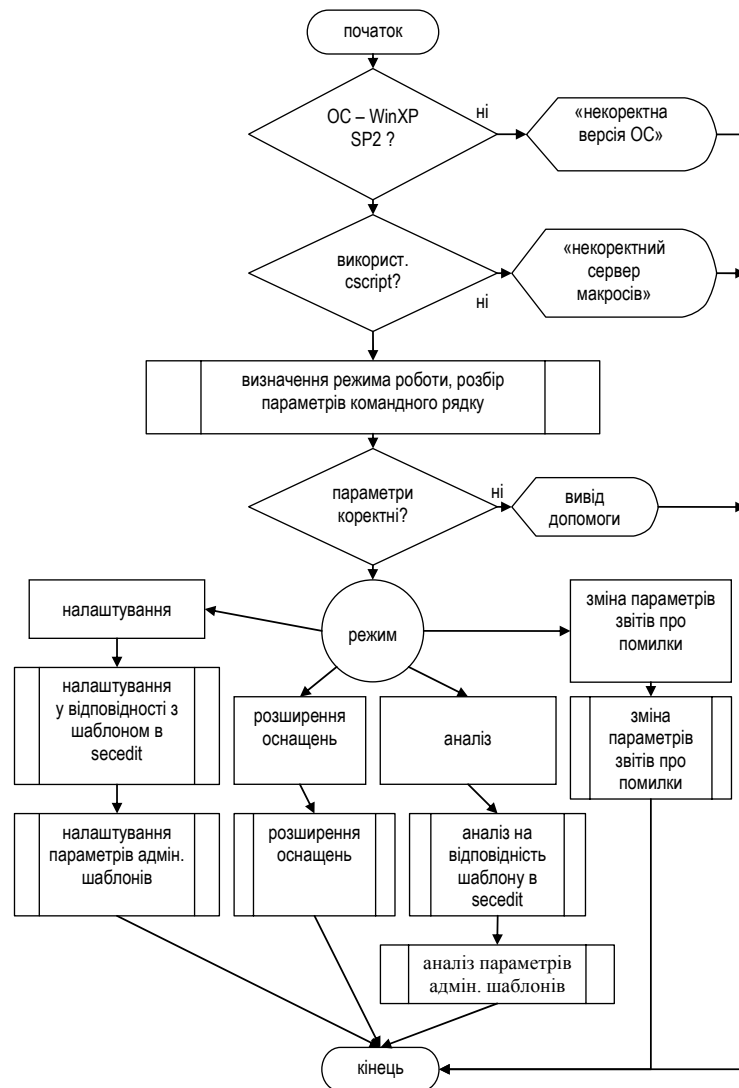 початок
ОС – WinXP
SP2 ?
ні
«некоректна
версія ОС»
використ.
cscript?
ні
«некоректний
сервер
макросів»
визначення режима роботи, розбір
параметрів командного рядку
параметри
коректні?
ні
вивід
допомоги
налаштування
режим
зміна параметрів
звітів про
помилки
налаштування
у відповідності з
шаблоном в
secedit
розширення
оснащень
аналіз
зміна
параметрів
звітів про
помилки
налаштування
параметрів адмін.
шаблонів
розширення
оснащень
аналіз на
відповідність
шаблону в
secedit
аналіз параметрів
адмін. шаблонів
кінець